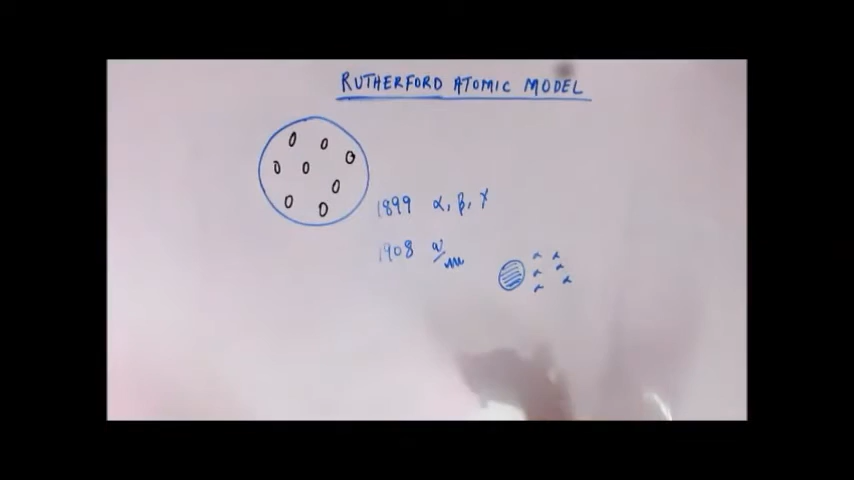 RUTHERFORD ATOMIC MODEL
1899 α, β, γ
1908